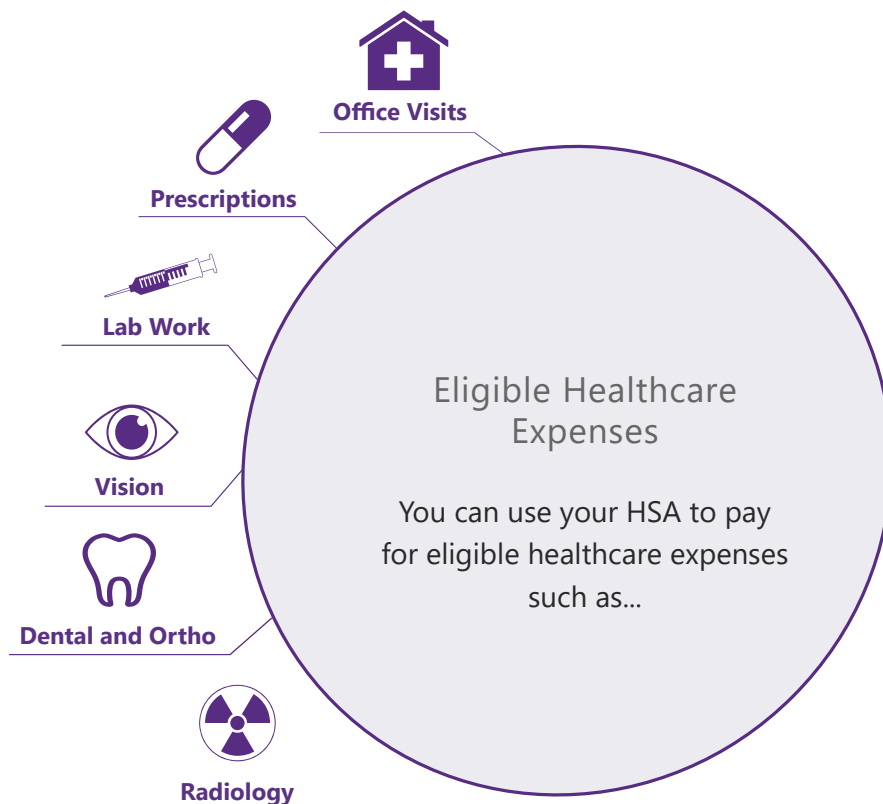 Office Visits
Prescriptions
Lab Work
Vision
Dental and Ortho
Radiology
Eligible Healthcare
Expenses
You can use your HSA to pay
for eligible healthcare expenses
such as...